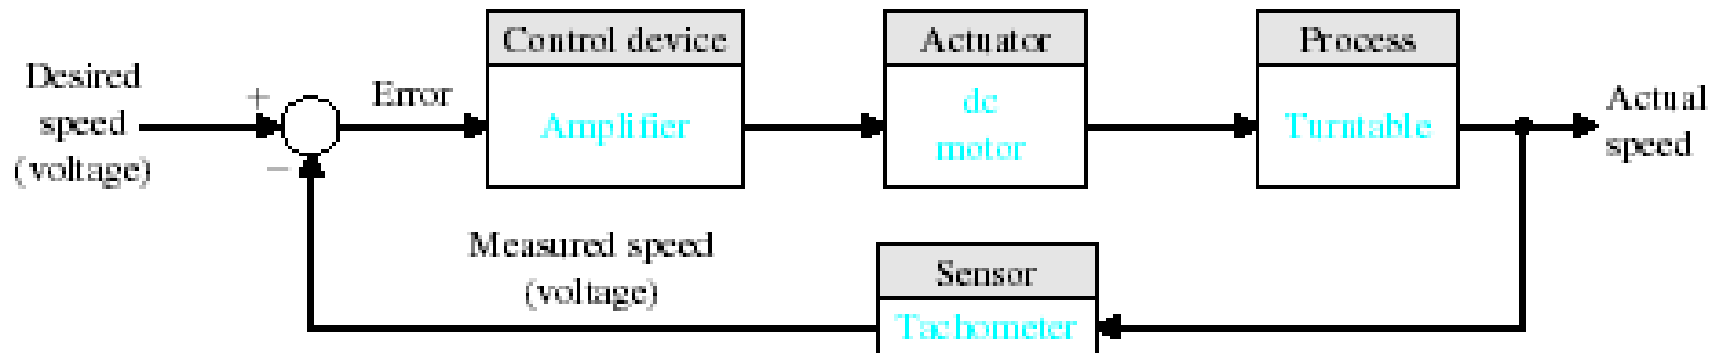 Desired
speed
(voltage)
+
−
Error
Control device
Amplifier
Actuator
dc
motor
Process
Turntable
Actual
speed
Measured speed
(voltage)
Sensor
Tachometer